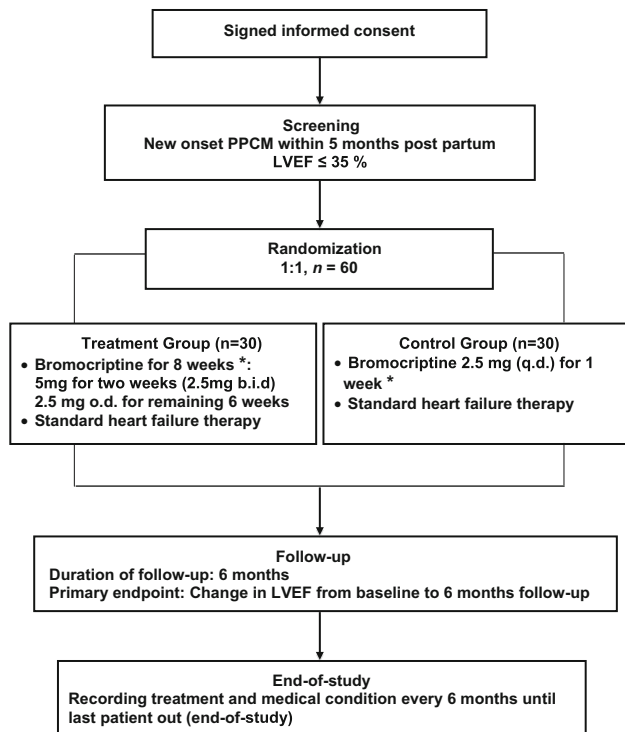 Signed informed consent
Screening
New onset PPCM within 5 months post partum
LVEF ≤ 35 %
Randomization
1:1, n = 60
Treatment Group (n=30)
• Bromocriptine for 8 weeks *:
5mg for two weeks (2.5mg b.i.d)
2.5 mg o.d. for remaining 6 weeks
• Standard heart failure therapy
Control Group (n=30)
• Bromocriptine 2.5 mg (q.d.) for 1
week *
• Standard heart failure therapy
Follow-up
Duration of follow-up: 6 months
Primary endpoint: Change in LVEF from baseline to 6 months follow-up
End-of-study
Recording treatment and medical condition every 6 months until
last patient out (end-of-study)